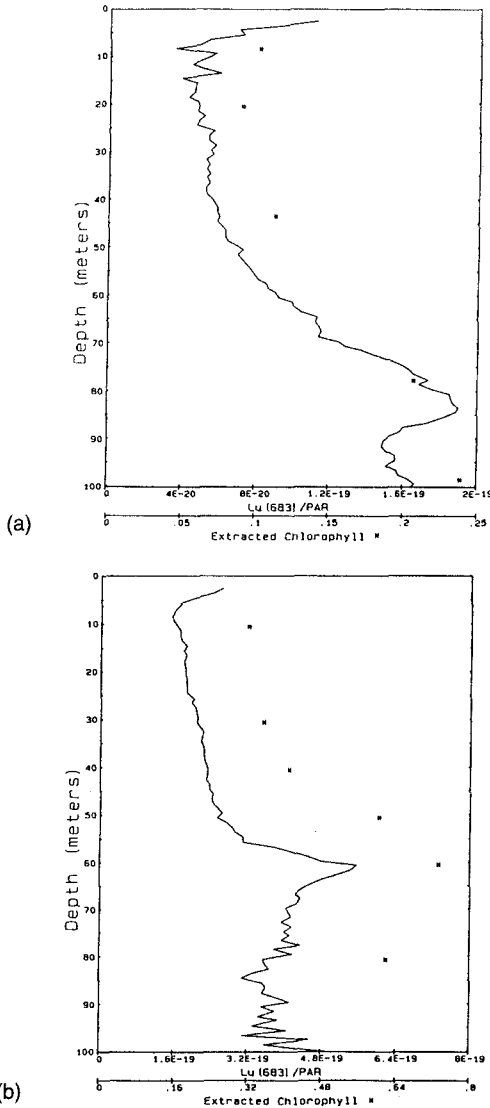 0
10
20
30
40
50
60
70
80
90
100
Depth (meters)
0 4E-20 8E-20 1.2E-19 1.6E-19 2E-19
Lu(683)/PAR
(a)
0 .05 .1 .15 .2 .25
Extracted Chlorophyll *
0
10
20
30
40
50
60
70
80
90
100
Depth (meters)
0 1.6E-19 3.2E-19 4.8E-19 6.4E-19 8E-19
Lu(683)/PAR
(b)
0 .16 .32 .48 .64 .8
Extracted Chlorophyll *